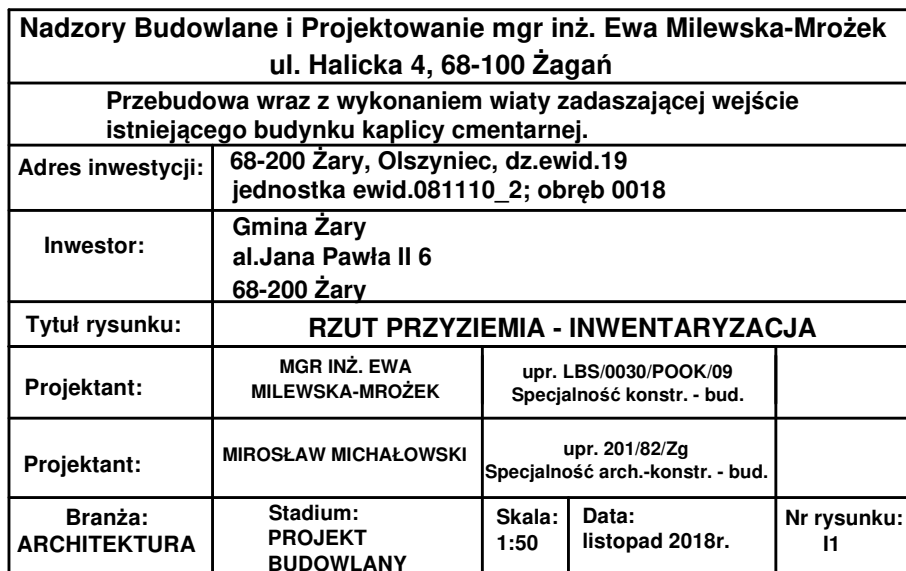 Nadzory Budowlane i Projektowanie mgr inż. Ewa Milewska-Mrożek
ul. Halicka 4, 68-100 Żagań
Przebudowa wraz z wykonaniem wiaty zadaszającej wejście
istniejącego budynku kaplicy cmentarnej.
Adres inwestycji:
68-200 Żary, Olszyniec, dz.ewid.19
jednostka ewid.081110_2; obręb 0018
Inwestor:
Gmina Żary
al.Jana Pawła II 6
68-200 Żary
Tytuł rysunku:
RZUT PRZYZIEMIA - INWENTARYZACJA
Projektant:
MGR INŻ. EWA
MILEWSKA-MROŻEK
upr. LBS/0030/POOK/09
Specjalność konstr. - bud.
Projektant:
MIROSŁAW MICHAŁOWSKI
upr. 201/82/Zg
Specjalność arch.-konstr. - bud.
Branża:
ARCHITEKTURA
Stadium:
PROJEKT
BUDOWLANY
Skala:
1:50
Data:
listopad 2018r.
Nr rysunku:
I1